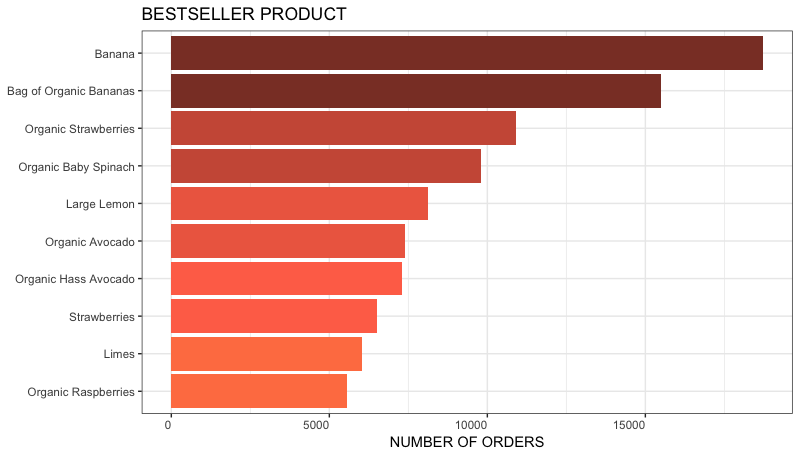 BESTSELLER PRODUCT
Banana
Bag of Organic Bananas
Organic Strawberries
Organic Baby Spinach
Large Lemon
Organic Avocado
Organic Hass Avocado
Strawberries
Limes
Organic Raspberries
0 5000 10000 15000
NUMBER OF ORDERS